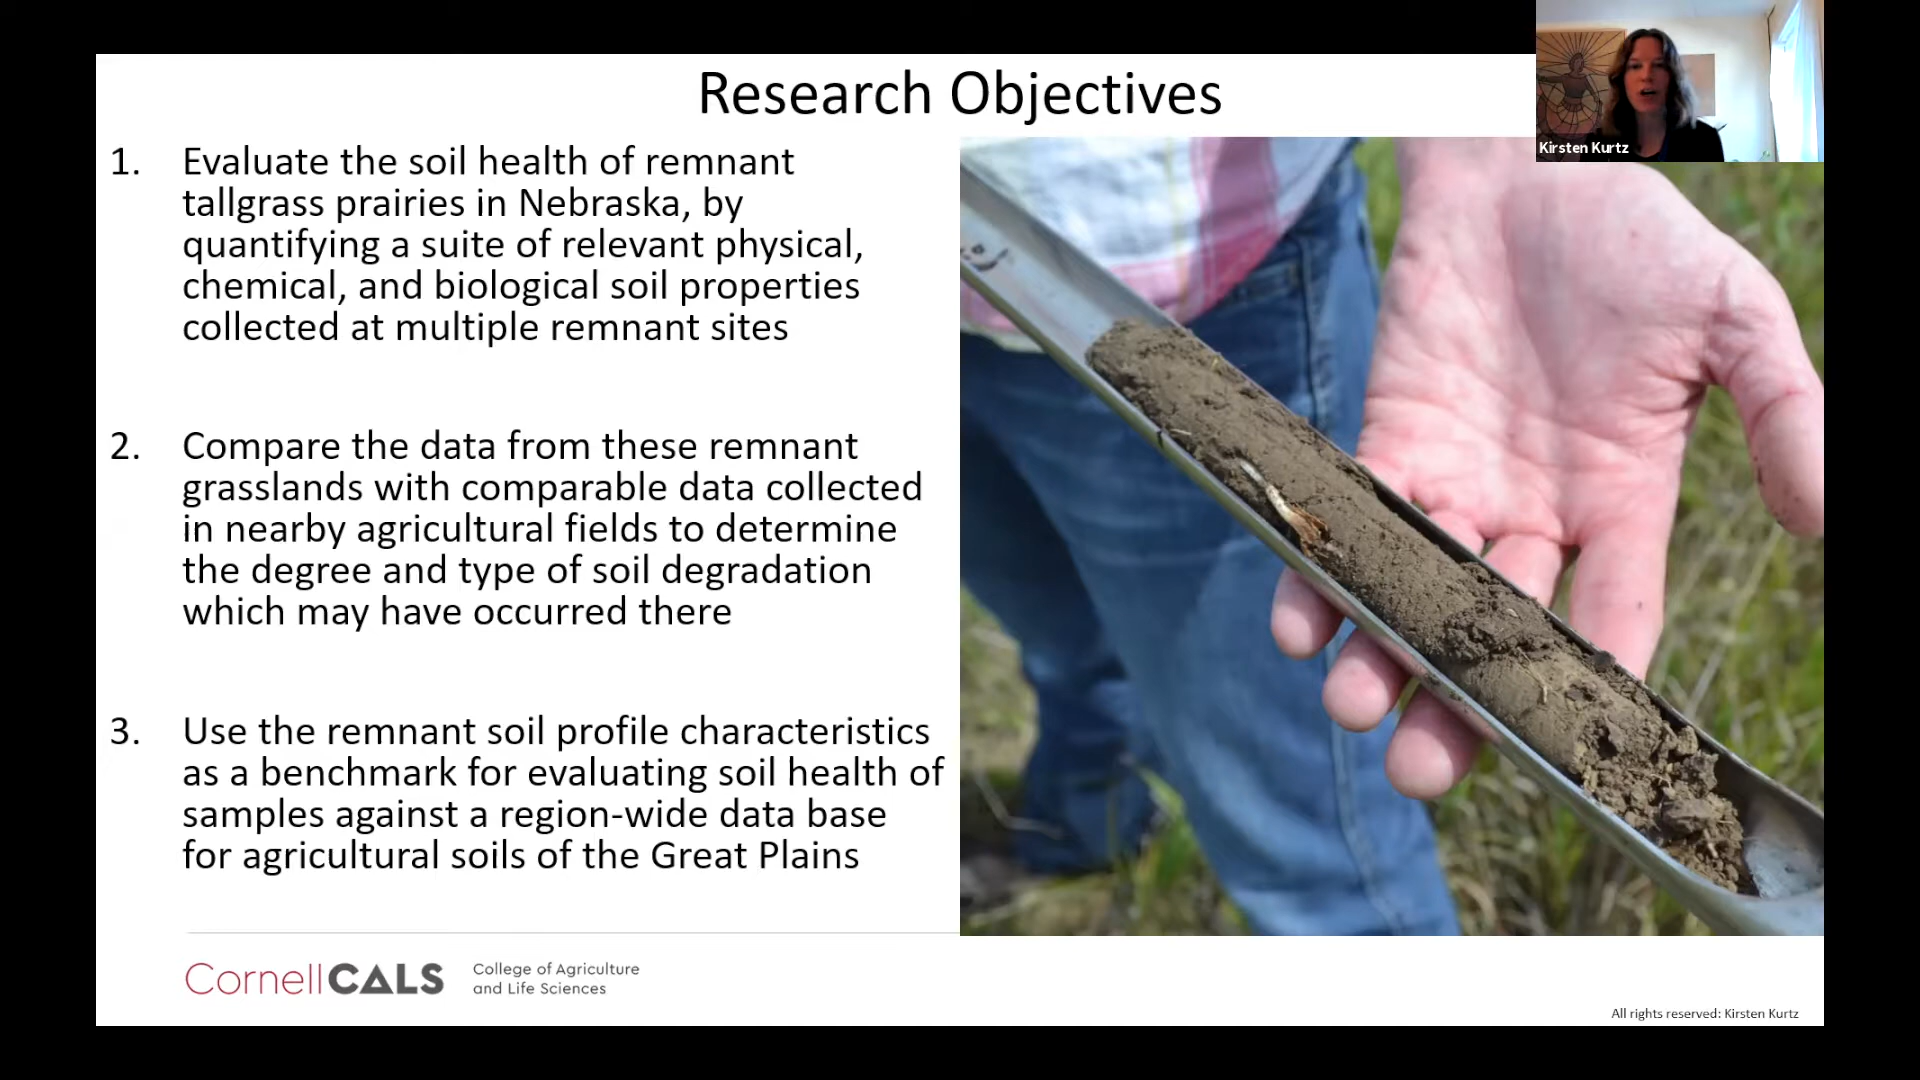 Research Objectives
Kirsten Kurtz
1. Evaluate the soil health of remnant
tallgrass prairies in Nebraska, by
quantifying a suite of relevant physical,
chemical, and biological soil properties
collected at multiple remnant sites
2. Compare the data from these remnant
grasslands with comparable data collected
in nearby agricultural fields to determine
the degree and type of soil degradation
which may have occurred there
3. Use the remnant soil profile characteristics
as a benchmark for evaluating soil health of
samples against a region-wide data base
for agricultural soils of the Great Plains
CornellCALS
College of Agriculture
and Life Sciences
All rights reserved: Kirsten Kurtz